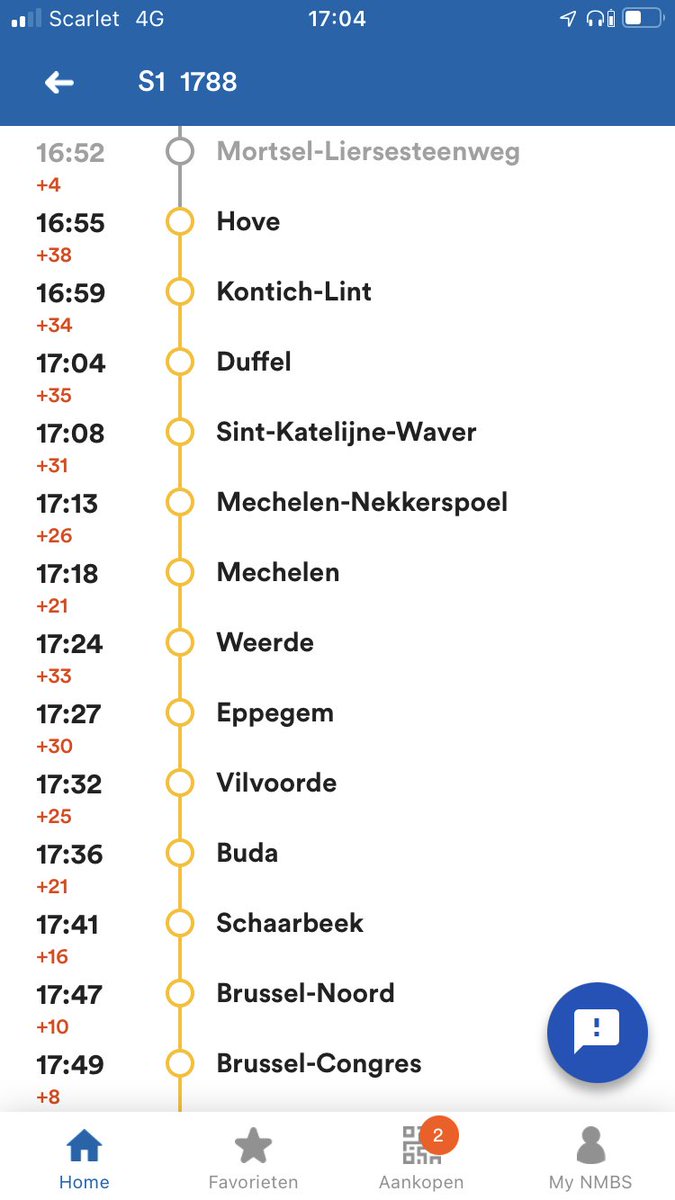 Scarlet 4G 17:04
S1 1788
16:52 Mortsel-Liersesteenweg
+4
16:55 Hove
+38
16:59 Kontich-Lint
+34
17:04 Duffel
+35
17:08 Sint-Katelijne-Waver
+31
17:13 Mechelen-Nekkerspoel
+26
17:18 Mechelen
+21
17:24 Weerde
+33
17:27 Eppegem
+30
17:32 Vilvoorde
+25
17:36 Buda
+21
17:41 Schaarbeek
+16
17:47 Brussel-Noord
+10
17:49 Brussel-Congres
+8
2
Home Favorieten Aankopen My NMBS